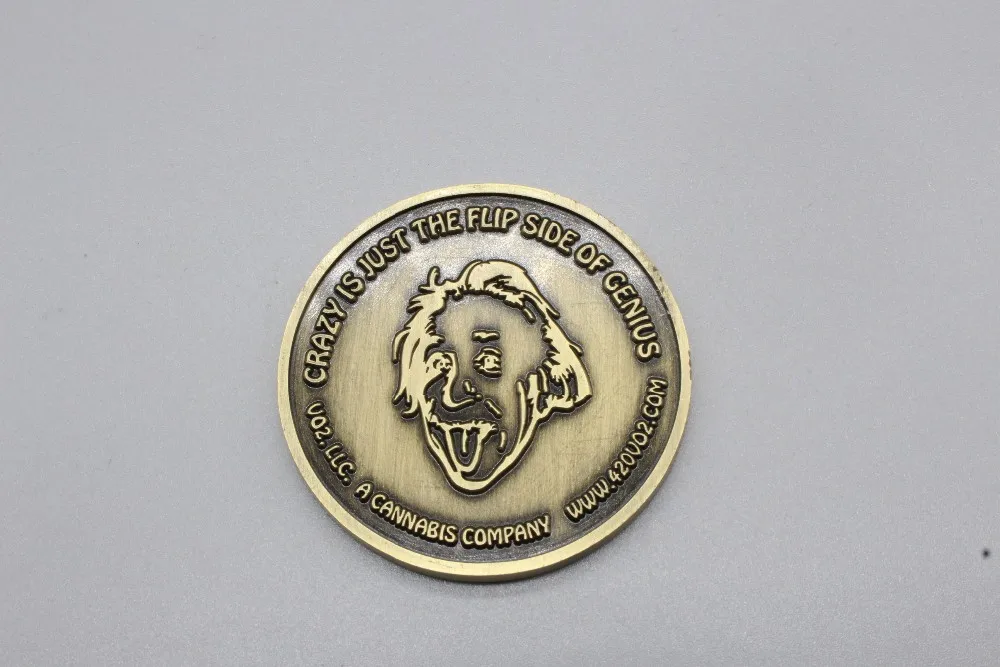 CRAZY IS JUST THE FLIP SIDE OF GENIUS
VO2, LLC. A CANNABIS COMPANY WWW.420VO2.COM